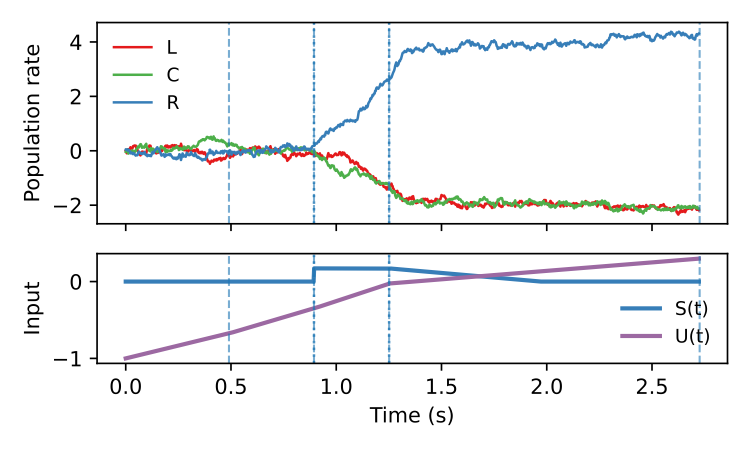 Population rate
4
2
0
−2
L
C
R
Input
0
−1
S(t)
U(t)
0.0 0.5 1.0 1.5 2.0 2.5
Time (s)